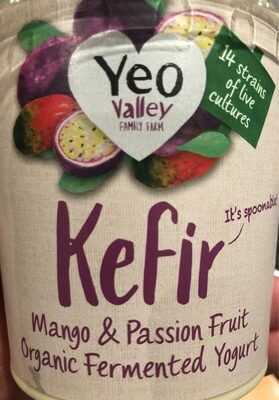 Yeo
Valley
FAMILY FARM
14 strains
of live
cultures
Kefir
It's spoonable!
Mango & Passion Fruit
Organic Fermented Yogurt